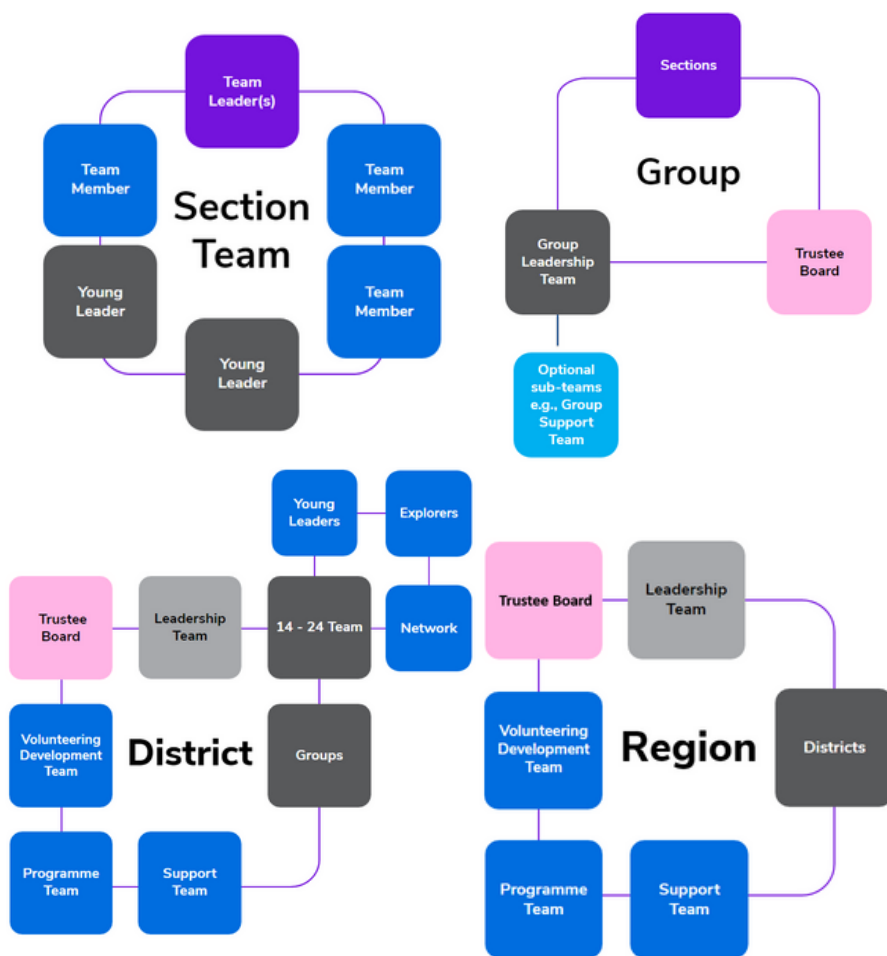 Team
Leader(s)
Team
Member
Team
Member
Section
Team
Young
Leader
Team
Member
Young
Leader
Sections
Group
Group
Leadership
Team
Trustee
Board
Optional
sub-teams
e.g., Group
Support
Team
Young
Leaders
Explorers
Trustee
Board
Leadership
Team
14 - 24 Team
Network
Volunteering
Development
Team
District
Groups
Programme
Team
Support
Team
Trustee Board
Leadership
Team
Volunteering
Development
Team
Region
Districts
Programme
Team
Support
Team